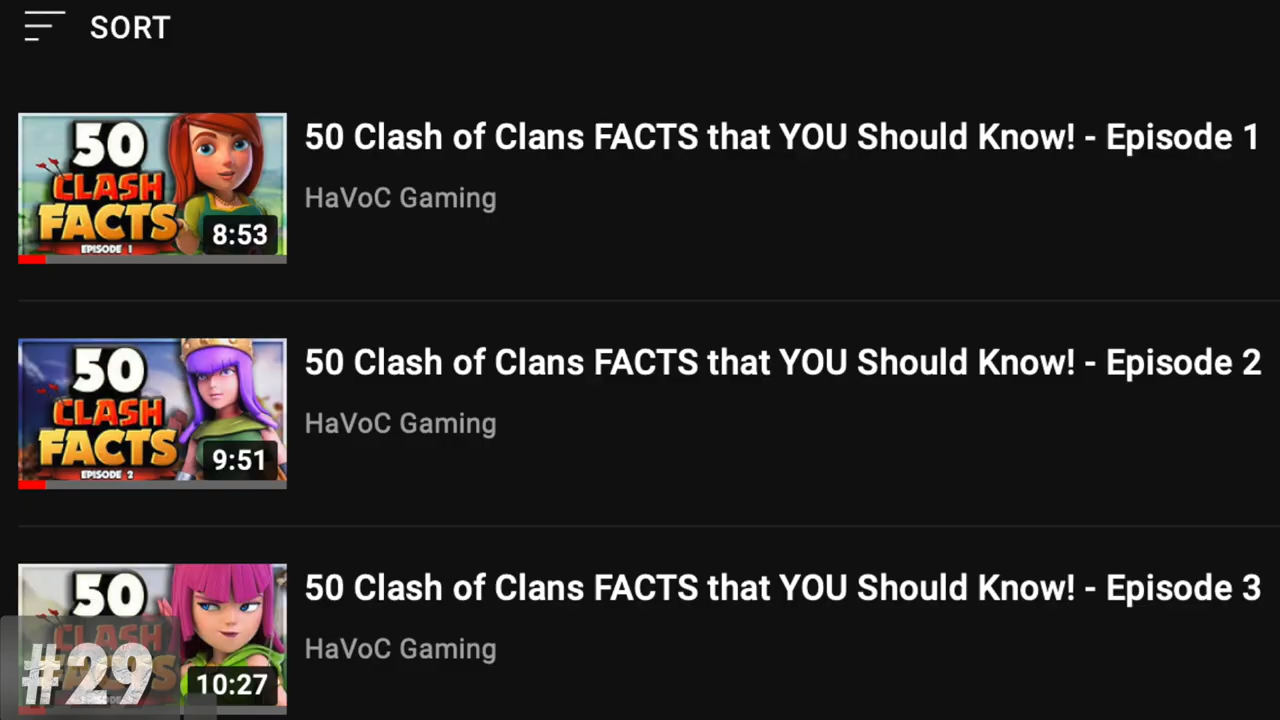 SORT
50
CLASH
FACTS
EPISODE 1
8:53
50 Clash of Clans FACTS that YOU Should Know! - Episode 1
HaVoC Gaming
50
CLASH
FACTS
EPISODE 2
9:51
50 Clash of Clans FACTS that YOU Should Know! - Episode 2
HaVoC Gaming
50
CLASH
FACTS
10:27
50 Clash of Clans FACTS that YOU Should Know! - Episode 3
HaVoC Gaming
#29